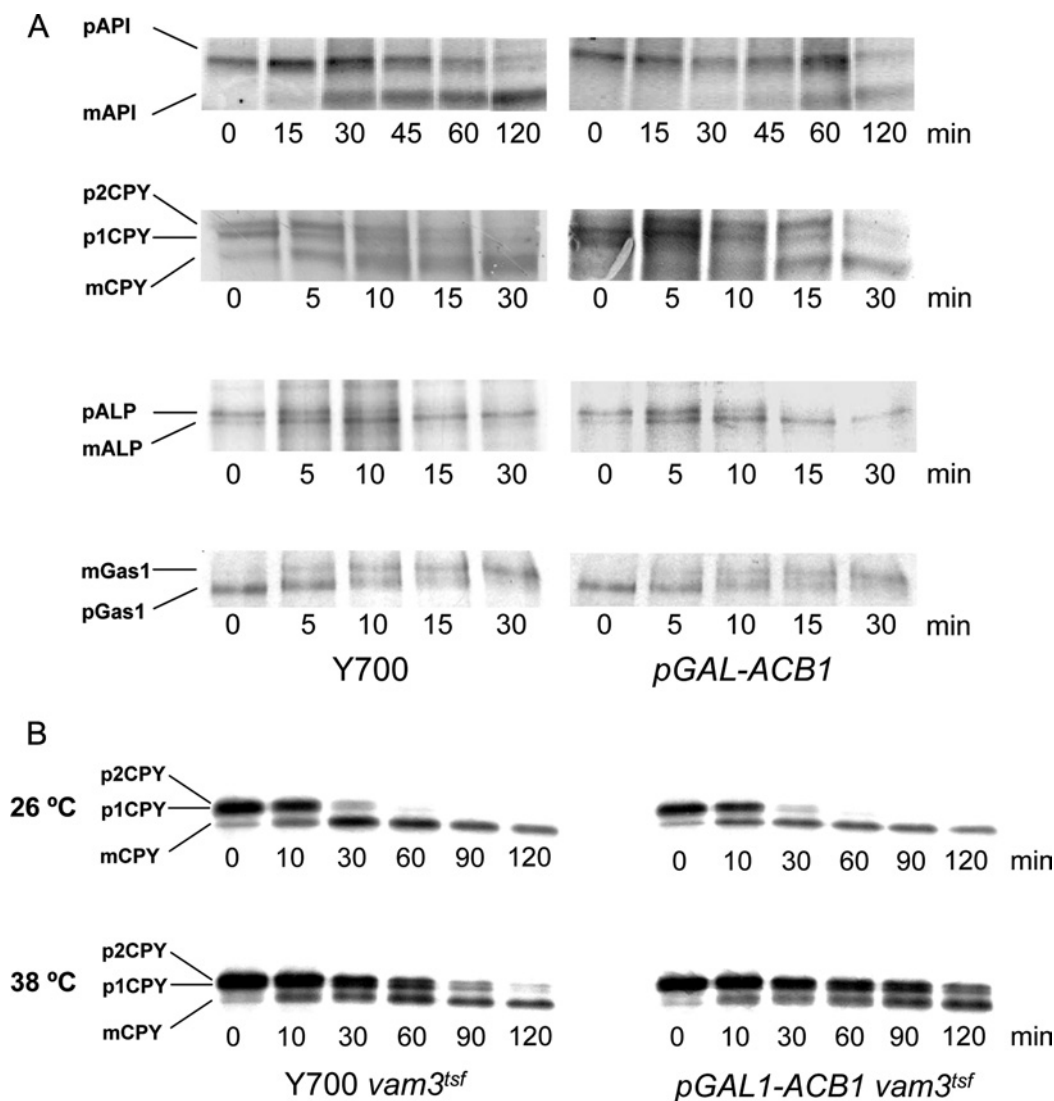 A
pAPI
mAPI
0 15 30 45 60 120 0 15 30 45 60 120 min
p2CPY
p1CPY
mCPY
0 5 10 15 30 0 5 10 15 30 min
pALP
mALP
0 5 10 15 30 0 5 10 15 30 min
mGas1
pGas1
0 5 10 15 30 0 5 10 15 30 min
Y700 pGAL-ACB1
B
p2CPY
26 ºC p1CPY
mCPY
0 10 30 60 90 120 0 10 30 60 90 120 min
p2CPY
38 ºC p1CPY
mCPY
0 10 30 60 90 120 0 10 30 60 90 120 min
Y700 vam3tsf pGAL1-ACB1 vam3tsf